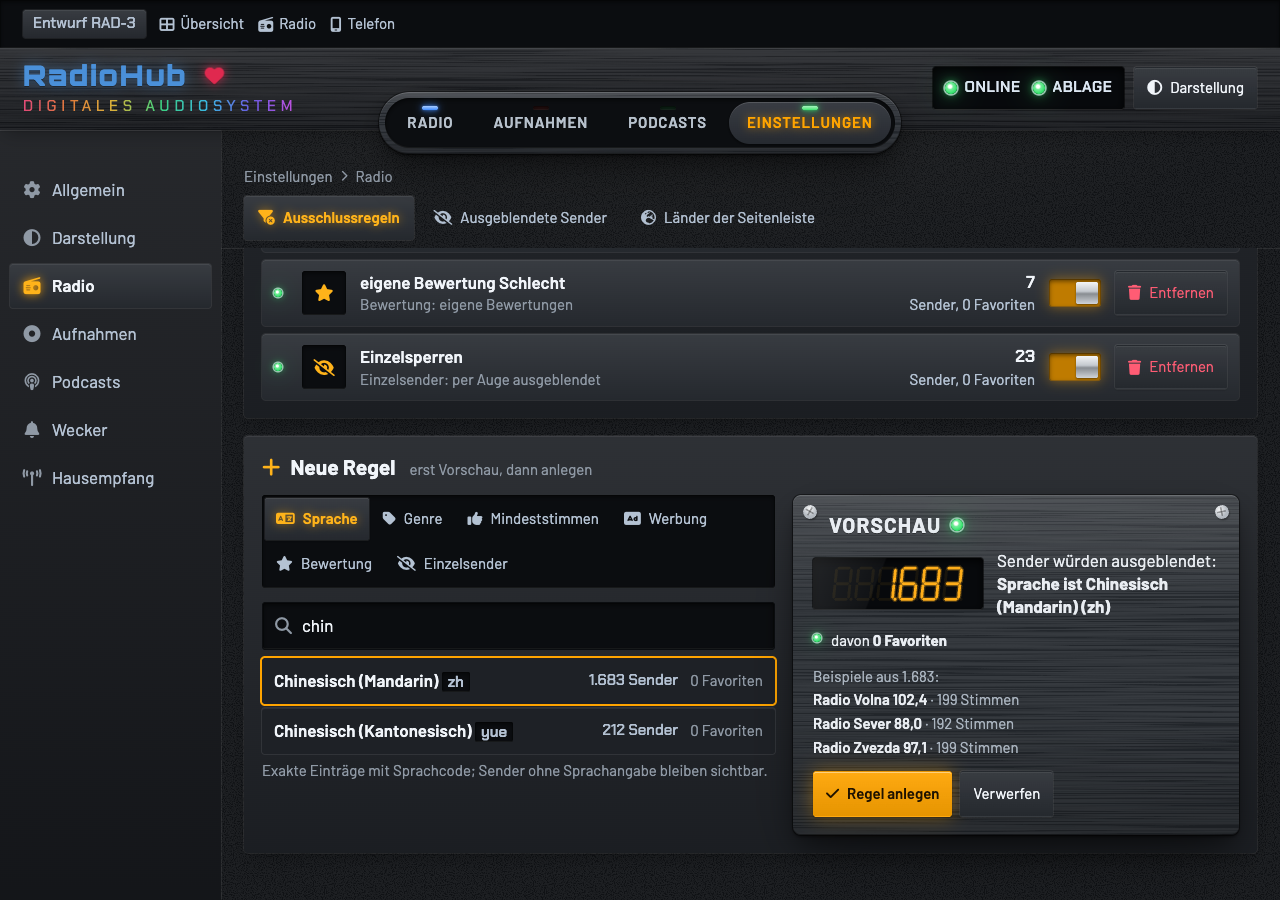 Entwurf RAD-3 Übersicht Radio Telefon
RadioHub
DIGITALES AUDIOSYSTEM
RADIO AUFNAHMEN PODCASTS EINSTELLUNGEN
ONLINE ABLAGE Darstellung
Allgemein
Darstellung
Radio
Aufnahmen
Podcasts
Wecker
Hausempfang
Einstellungen > Radio
Ausschlussregeln Ausgeblendete Sender Länder der Seitenleiste
eigene Bewertung Schlecht
Bewertung: eigene Bewertungen
7
Sender, 0 Favoriten
Entfernen
Einzelsperren
Einzelsender: per Auge ausgeblendet
23
Sender, 0 Favoriten
Entfernen
Neue Regel erst Vorschau, dann anlegen
Sprache Genre Mindeststimmen Werbung
Bewertung Einzelsender
chin
Chinesisch (Mandarin) zh 1.683 Sender 0 Favoriten
Chinesisch (Kantonesisch) yue 212 Sender 0 Favoriten
Exakte Einträge mit Sprachcode; Sender ohne Sprachangabe bleiben sichtbar.
VORSCHAU
1.683
Sender würden ausgeblendet:
Sprache ist Chinesisch
(Mandarin) (zh)
davon 0 Favoriten
Beispiele aus 1.683:
Radio Volna 102,4 · 199 Stimmen
Radio Sever 88,0 · 192 Stimmen
Radio Zvezda 97,1 · 199 Stimmen
Regel anlegen Verwerfen